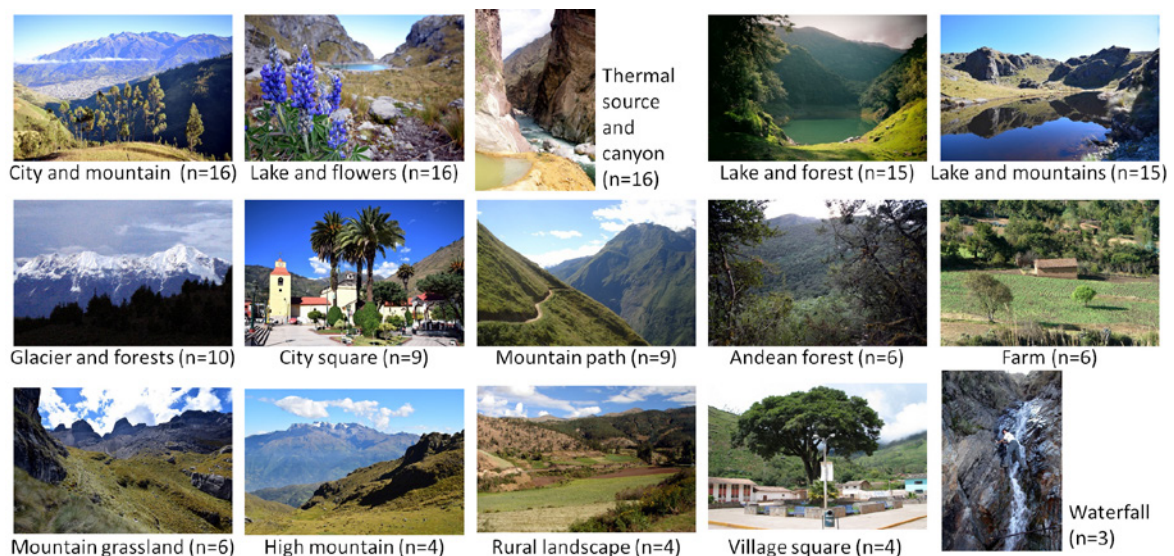 City and mountain (n=16)
Lake and flowers (n=16)
Thermal
source
and
canyon
(n=16)
Lake and forest (n=15)
Lake and mountains (n=15)
Glacier and forests (n=10)
City square (n=9)
Mountain path (n=9)
Andean forest (n=6)
Farm (n=6)
Mountain grassland (n=6)
High mountain (n=4)
Rural landscape (n=4)
Village square (n=4)
Waterfall
(n=3)